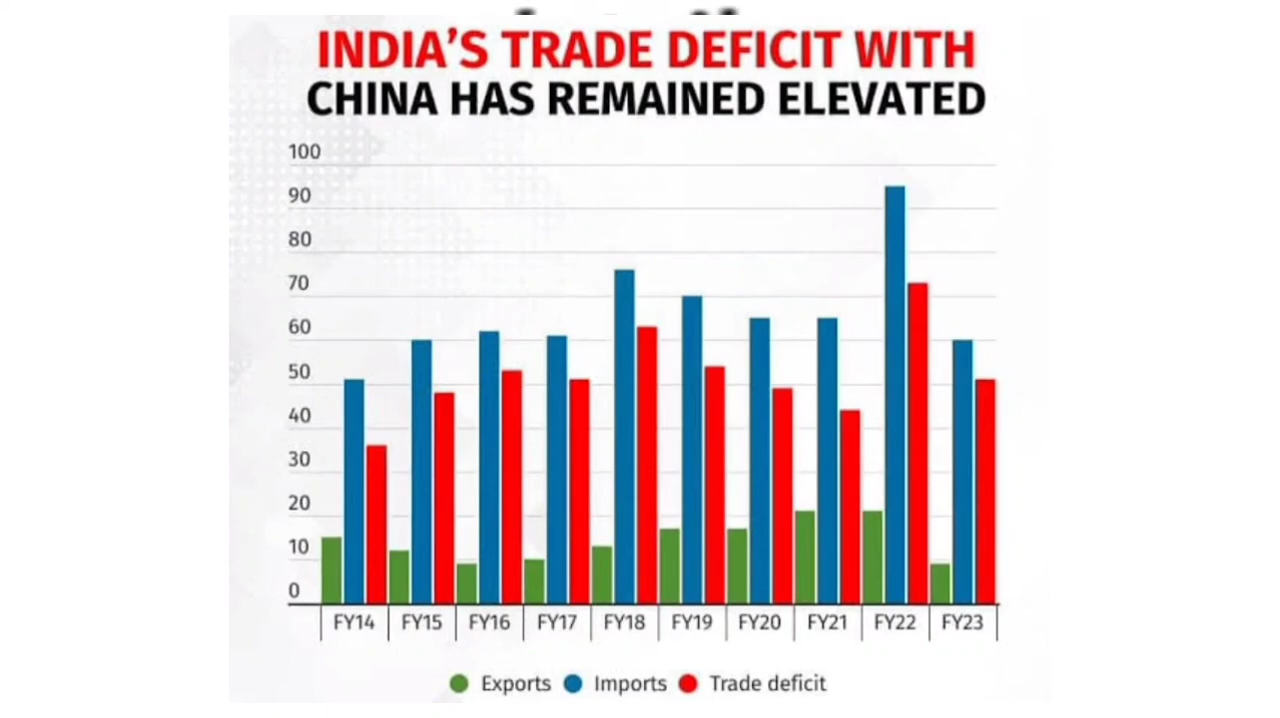 INDIA'S TRADE DEFICIT WITH
CHINA HAS REMAINED ELEVATED
100
90
80
70
60
50
40
30
20
10
0
FY14 FY15 FY16 FY17 FY18 FY19 FY20 FY21 FY22 FY23
Exports Imports Trade deficit